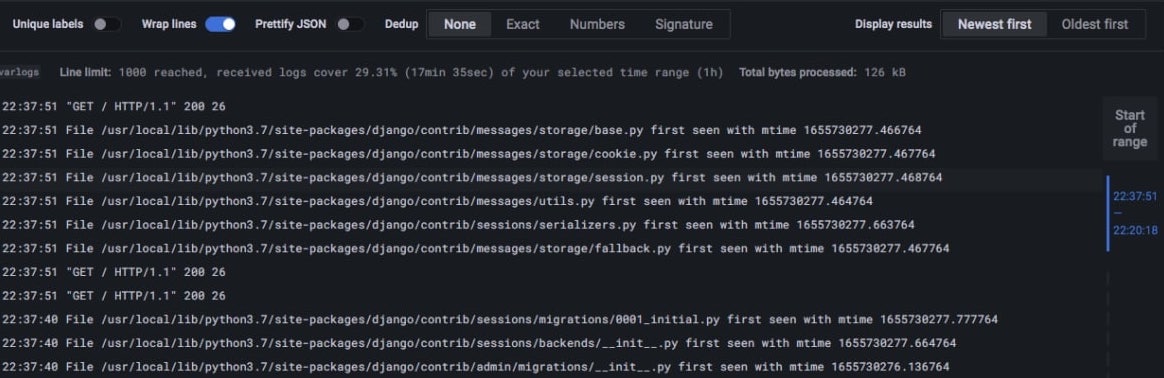 Unique labels Wrap lines Prettify JSON Dedup None Exact Numbers Signature Display results Newest first Oldest first
varlogs Line limit: 1000 reached, received logs cover 29.31% (17min 35sec) of your selected time range (1h) Total bytes processed: 126 kB
22:37:51 "GET / HTTP/1.1" 200 26
22:37:51 File /usr/local/lib/python3.7/site-packages/django/contrib/messages/storage/base.py first seen with mtime 1655730277.466764
22:37:51 File /usr/local/lib/python3.7/site-packages/django/contrib/messages/storage/cookie.py first seen with mtime 1655730277.467764
22:37:51 File /usr/local/lib/python3.7/site-packages/django/contrib/messages/storage/session.py first seen with mtime 1655730277.468764
22:37:51 File /usr/local/lib/python3.7/site-packages/django/contrib/messages/utils.py first seen with mtime 1655730277.464764
22:37:51 File /usr/local/lib/python3.7/site-packages/django/contrib/sessions/serializers.py first seen with mtime 1655730277.663764
22:37:51 File /usr/local/lib/python3.7/site-packages/django/contrib/messages/storage/fallback.py first seen with mtime 1655730277.467764
22:37:51 "GET / HTTP/1.1" 200 26
22:37:51 "GET / HTTP/1.1" 200 26
22:37:40 File /usr/local/lib/python3.7/site-packages/django/contrib/sessions/migrations/0001_initial.py first seen with mtime 1655730277.777764
22:37:40 File /usr/local/lib/python3.7/site-packages/django/contrib/sessions/backends/__init__.py first seen with mtime 1655730277.664764
22:37:40 File /usr/local/lib/python3.7/site-packages/django/contrib/admin/migrations/__init__.py first seen with mtime 1655730276.136764
Start
of
range
22:37:51
—
22:20:18